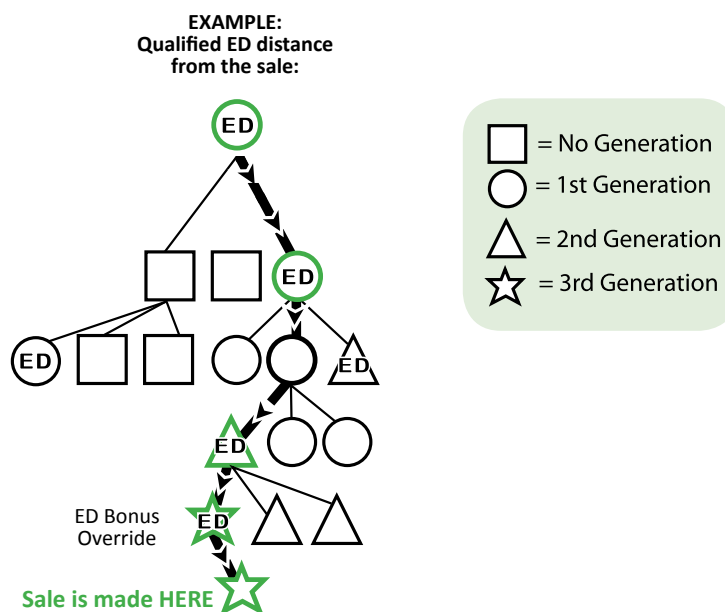 EXAMPLE:
Qualified ED distance
from the sale:
ED
= No Generation
= 1st Generation
= 2nd Generation
= 3rd Generation
ED
ED
ED
ED
ED Bonus
Override
ED
Sale is made HERE